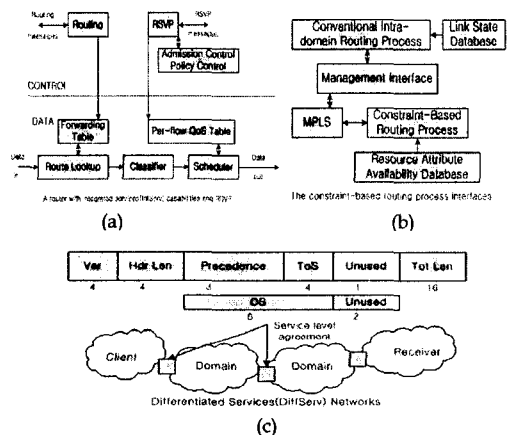 Routing
messages
Routing
RSVP
RSVP
messages
Admission Control
Policy Control
CONTROL
DATA
Forwarding
Table
Per-flow QoS Table
Data
in
Route Lookup
Classifier
Scheduler
Data
out
A router with integrated services
(a)
Conventional Intra-
domain Routing Process
Link State
Database
Management Interface
MPLS
Constraint-Based
Routing Process
Resource Attribute
Availability Database
The constraint-based routing process interfaces
(b)
Ver Hdr Len Precedence ToS Unused Tot Len
4 4 3 4 1 16
Unused
6 2
Service level
agreement
Client
Domain
Domain
Receiver
Differentiated Services(DiffServ) Networks
(c)